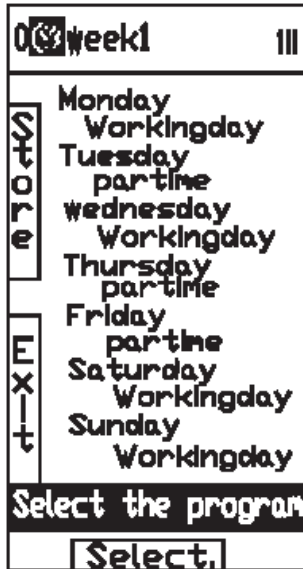 week1
Monday
Workingday
Tuesday
partime
wednesday
Workingday
Thursday
partime
Friday
partime
Saturday
Workingday
Sunday
Workingday
Store
Exit
Select the program
Select.